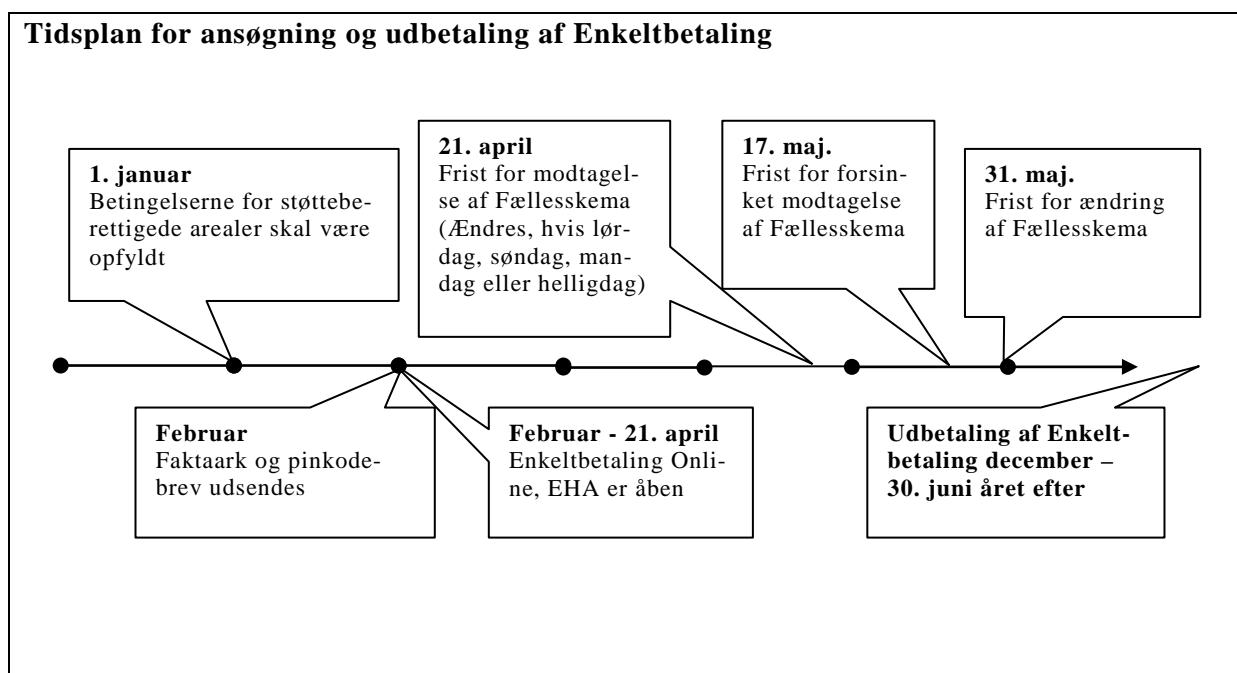 Tidsplan for ansøgning og udbetaling af Enkeltbetaling
1. januar
Betingelserne for støttebe-
rettigede arealer skal være
opfyldt
21. april
Frist for modtagel-
se af Fællesskema
(Ændres, hvis lør-
dag, søndag, man-
dag eller helligdag)
17. maj.
Frist for forsin-
ket modtagelse
af Fællesskema
31. maj.
Frist for ændring
af Fællesskema
Februar
Faktaark og pinkode-
brev udsendes
Februar - 21. april
Enkeltbetaling Onli-
ne, EHA er åben
Udbetaling af Enkelt-
betaling december –
30. juni året efter